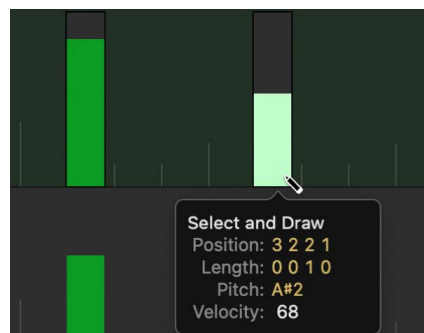 Select and Draw
Position: 3 2 2 1
Length: 0 0 1 0
Pitch: A#2
Velocity: 68